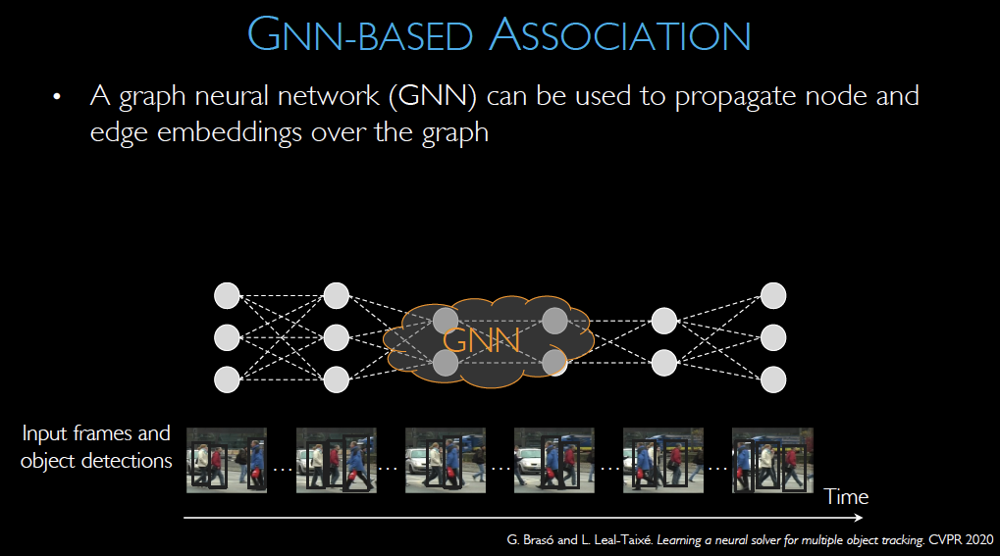 GNN-BASED ASSOCIATION
• A graph neural network (GNN) can be used to propagate node and
edge embeddings over the graph
GNN
Input frames and
object detections
... ... ... ... ...
Time
G. Brasó and L. Leal-Taixé. Learning a neural solver for multiple object tracking. CVPR 2020